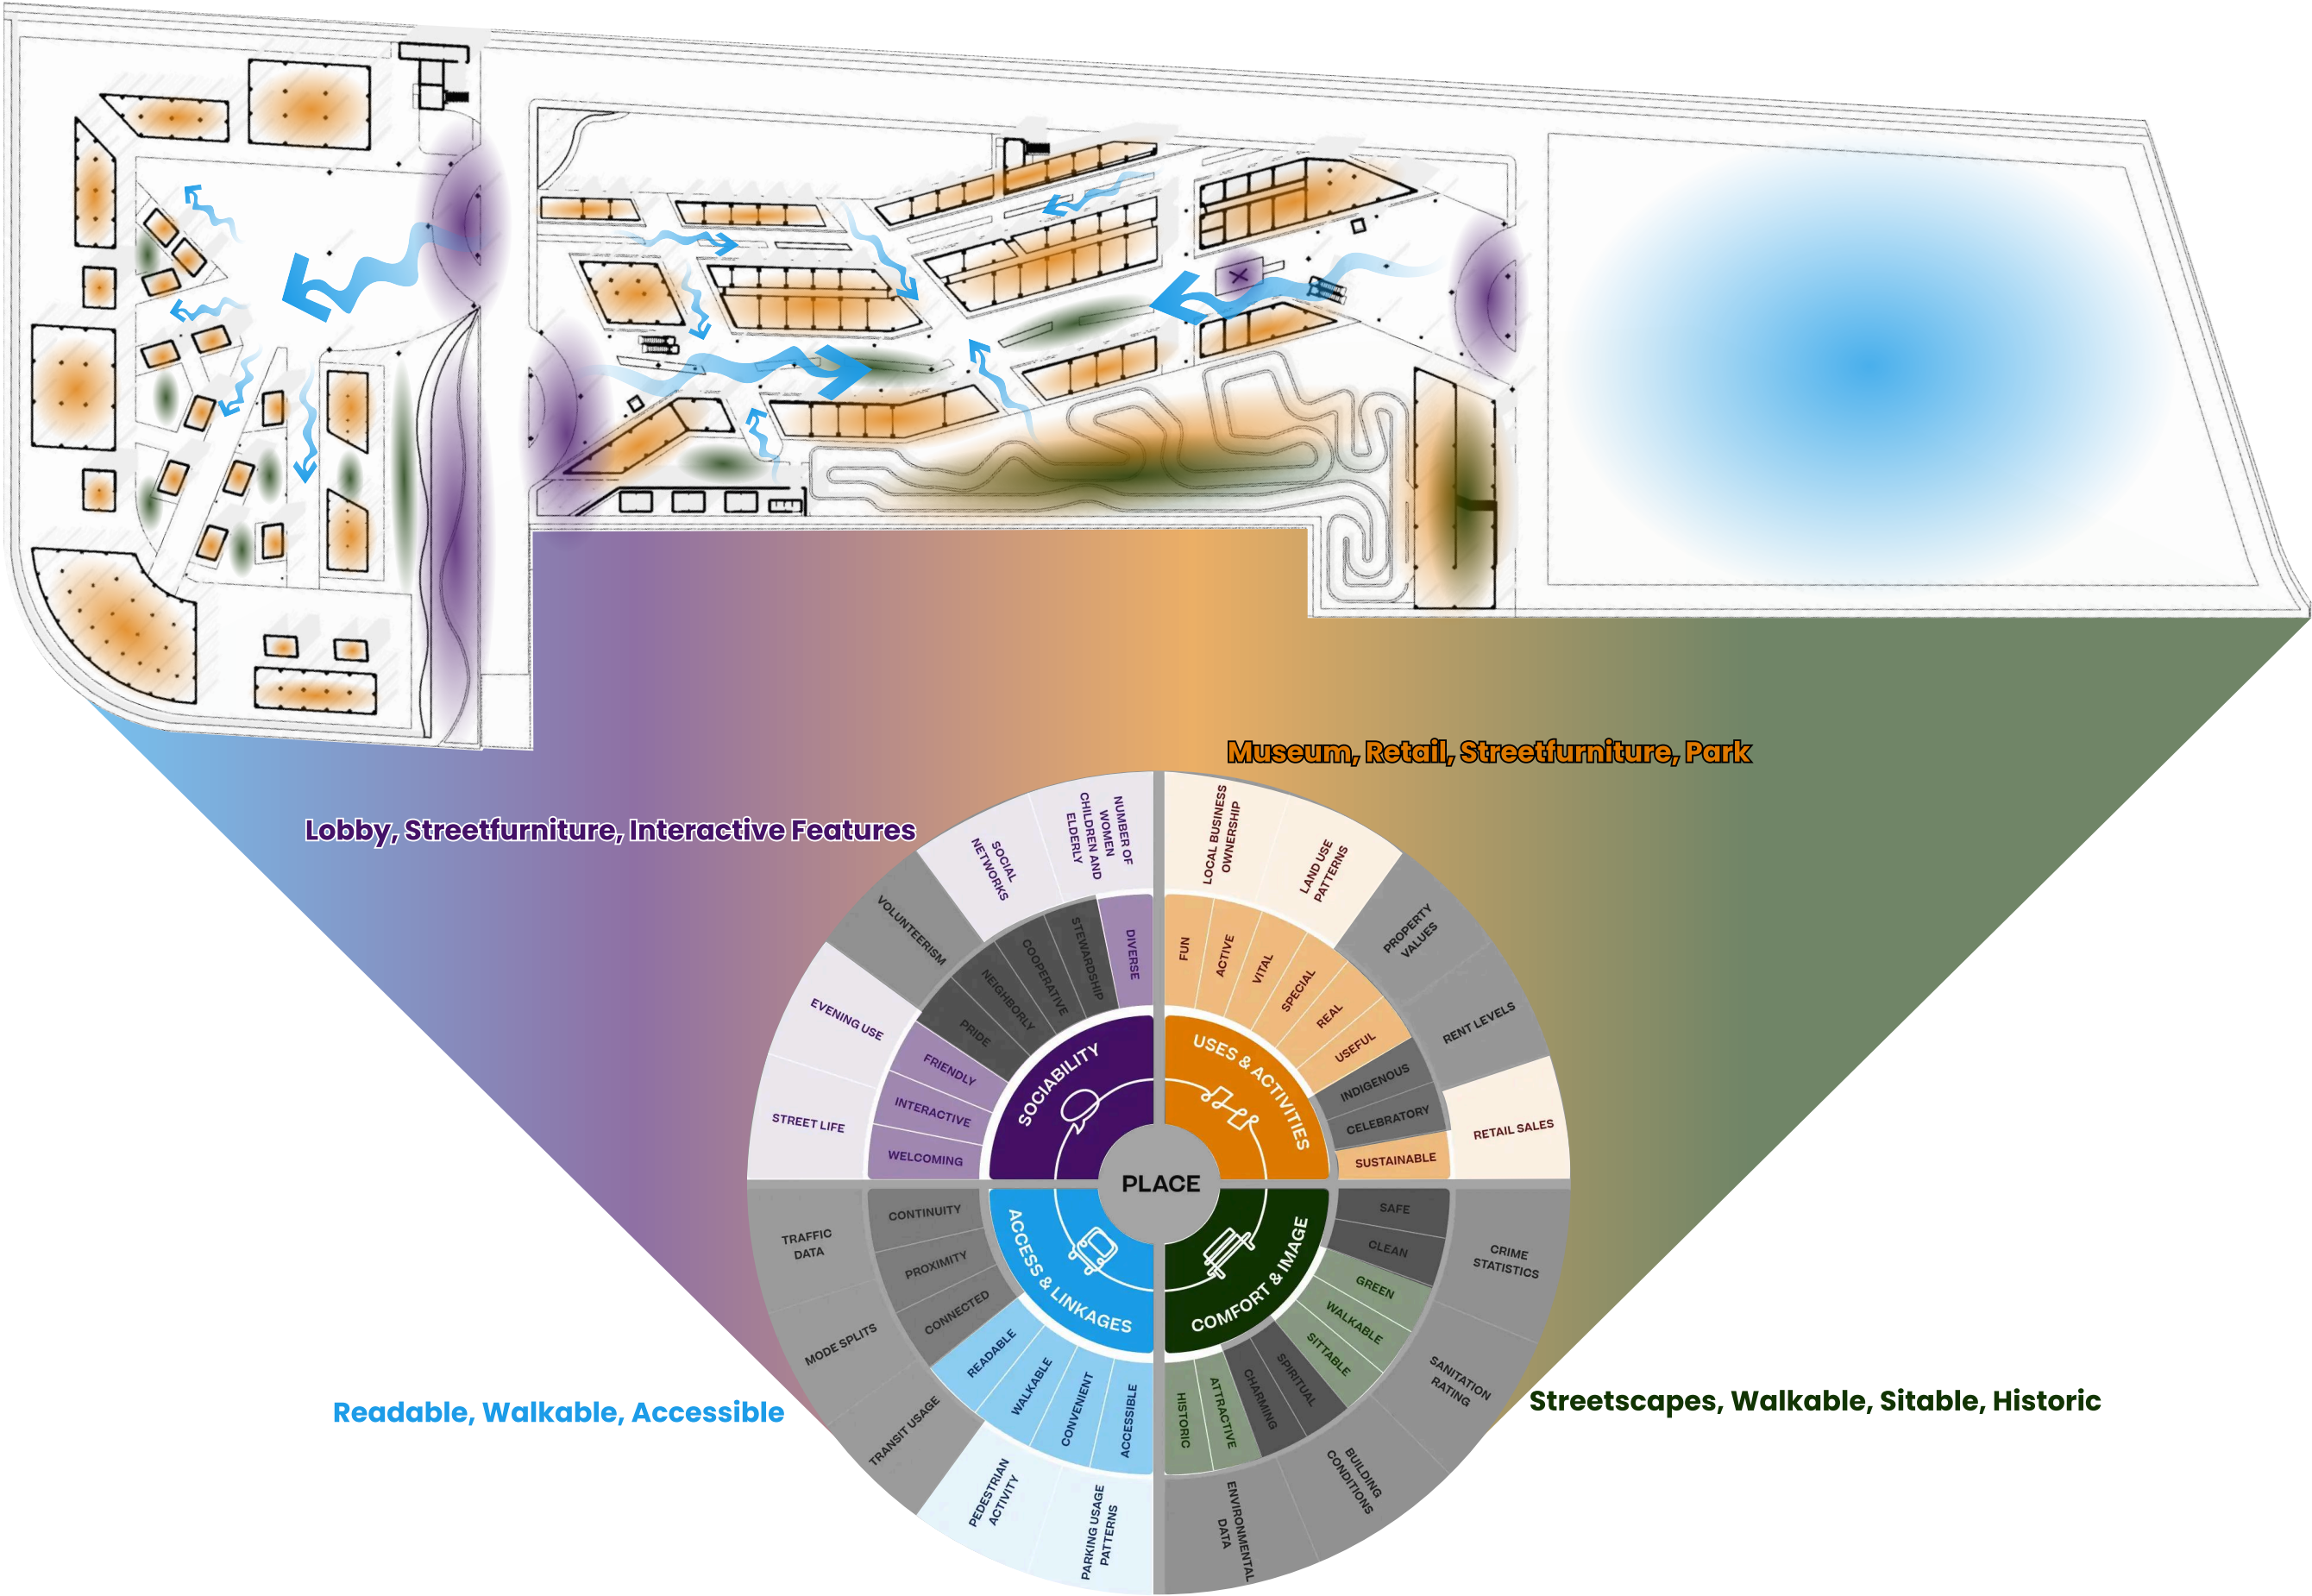 Museum, Retail, Streetfurniture, Park
Lobby, Streetfurniture, Interactive Features
NUMBER OF
WOMEN
CHILDREN AND
ELDERLY
SOCIAL
NETWORKS
VOLUNTEERISM
EVENING USE
STREET LIFE
DIVERSE
STEWARDSHIP
COOPERATIVE
NEIGHBORLY
PRIDE
FRIENDLY
INTERACTIVE
WELCOMING
SOCIABILITY
LOCAL BUSINESS
OWNERSHIP
LAND USE
PATTERNS
PROPERTY
VALUES
RENT LEVELS
RETAIL SALES
FUN
ACTIVE
VITAL
SPECIAL
REAL
USEFUL
INDIGENOUS
CELEBRATORY
SUSTAINABLE
USES & ACTIVITIES
PLACE
ACCESS & LINKAGES
CONTINUITY
PROXIMITY
CONNECTED
READABLE
WALKABLE
CONVENIENT
ACCESSIBLE
TRAFFIC
DATA
MODE SPLITS
TRANSIT USAGE
PEDESTRIAN
ACTIVITY
PARKING USAGE
PATTERNS
COMFORT & IMAGE
SAFE
CLEAN
GREEN
WALKABLE
SITTABLE
SPIRITUAL
CHARMING
ATTRACTIVE
HISTORIC
CRIME
STATISTICS
SANITATION
RATING
BUILDING
CONDITIONS
ENVIRONMENTAL
DATA
Readable, Walkable, Accessible
Streetscapes, Walkable, Sitable, Historic